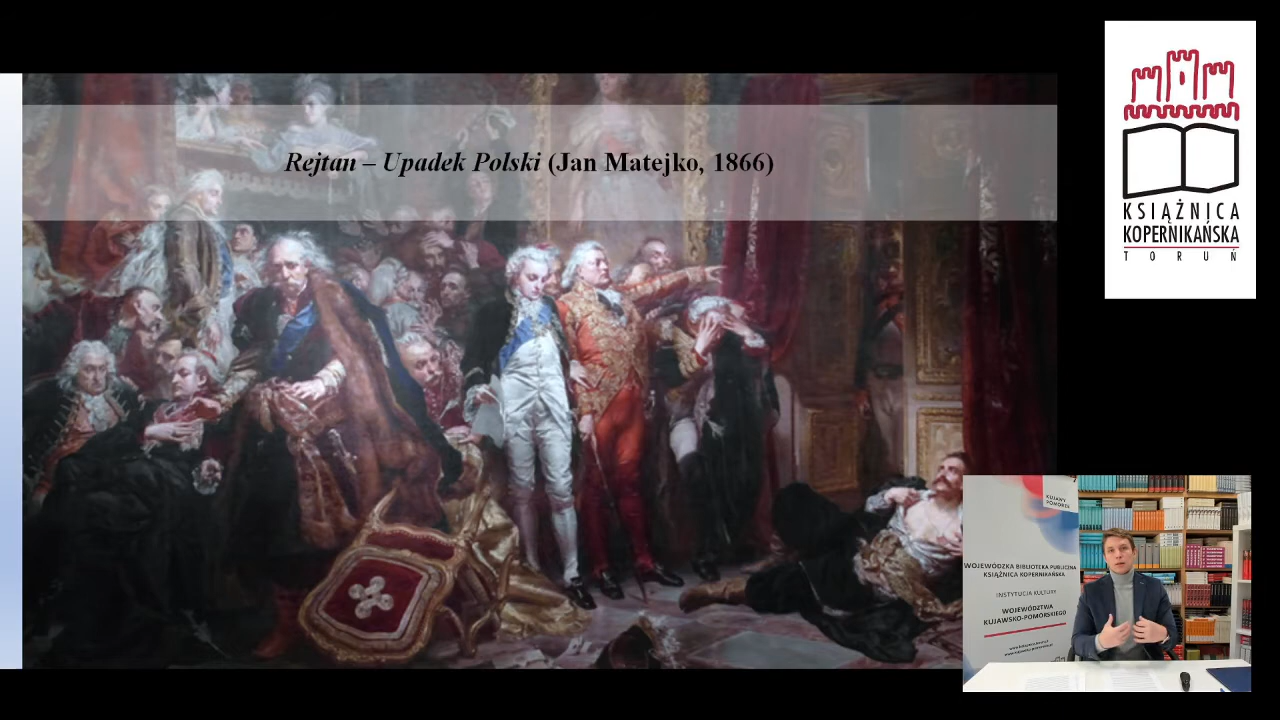 Rejtan – Upadek Polski (Jan Matejko, 1866)
KSIĄŻNICA
KOPERNIKAŃSKA
TORUŃ
KUJAWY
POMORZE
WOJEWÓDZKA BIBLIOTEKA PUBLICZNA
KSIĄŻNICA KOPERNIKAŃSKA
INSTYTUCJA KULTURY
WOJEWÓDZTWA
KUJAWSKO-POMORSKIEGO